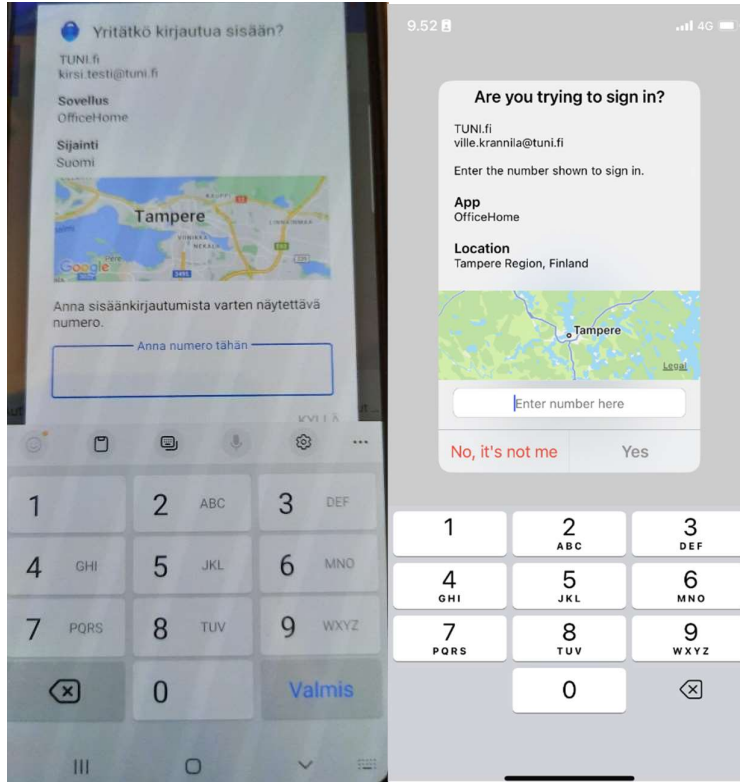 Yritätkö kirjautua sisään?
TUNI.fi
kirsi.testi@tuni.fi
Sovellus
OfficeHome
Sijainti
Suomi
KAUPPI
Tampere
VIINIKKA
NEKALA
Google
Anna sisäänkirjautumista varten näytettävä
numero.
Anna numero tähän
KYLLÄ
1
2 ABC
3 DEF
4 GHI
5 JKL
6 MNO
7 PQRS
8 TUV
9 WXYZ
0
Valmis
9.52
4G
Are you trying to sign in?
TUNI.fi
ville.krannila@tuni.fi
Enter the number shown to sign in.
App
OfficeHome
Location
Tampere Region, Finland
Tampere
Legal
Enter number here
No, it's not me
Yes
1
2 ABC
3 DEF
4 GHI
5 JKL
6 MNO
7 PQRS
8 TUV
9 WXYZ
0